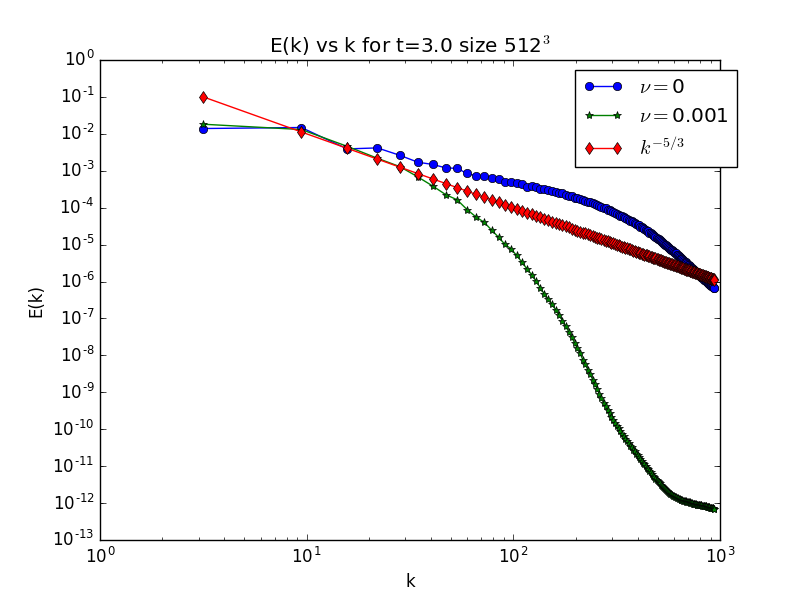 E(k) vs k for t=3.0 size 512³
10⁰
10⁻¹
10⁻²
10⁻³
10⁻⁴
10⁻⁵
10⁻⁶
10⁻⁷
10⁻⁸
10⁻⁹
10⁻¹⁰
10⁻¹¹
10⁻¹²
10⁻¹³
E(k)
ν = 0
ν = 0.001
k⁻⁵/³
10⁰ 10¹ 10² 10³
k